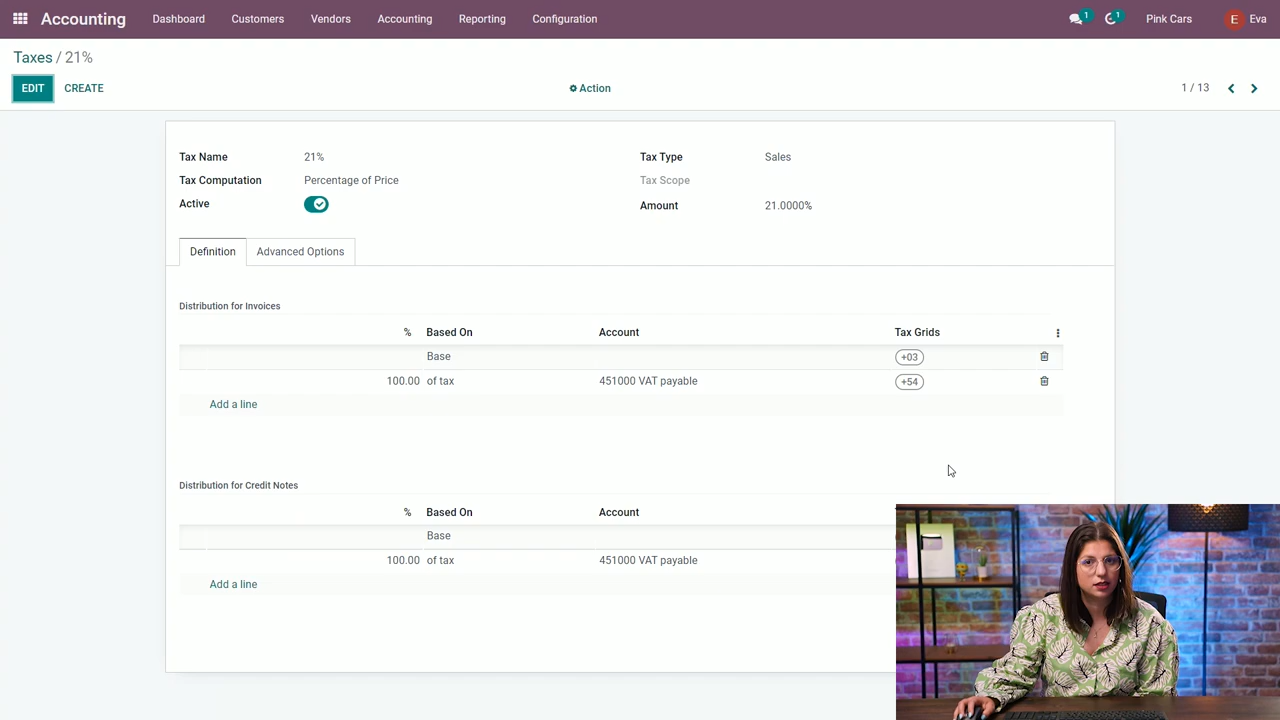 Accounting Dashboard Customers Vendors Accounting Reporting Configuration 1 1 Pink Cars E Eva
Taxes / 21%
EDIT CREATE Action 1 / 13
Tax Name 21% Tax Type Sales
Tax Computation Percentage of Price Tax Scope
Active Amount 21.0000%
Definition Advanced Options
Distribution for Invoices
% Based On Account Tax Grids
Base +03
100.00 of tax 451000 VAT payable +54
Add a line
Distribution for Credit Notes
% Based On Account
Base
100.00 of tax 451000 VAT payable
Add a line